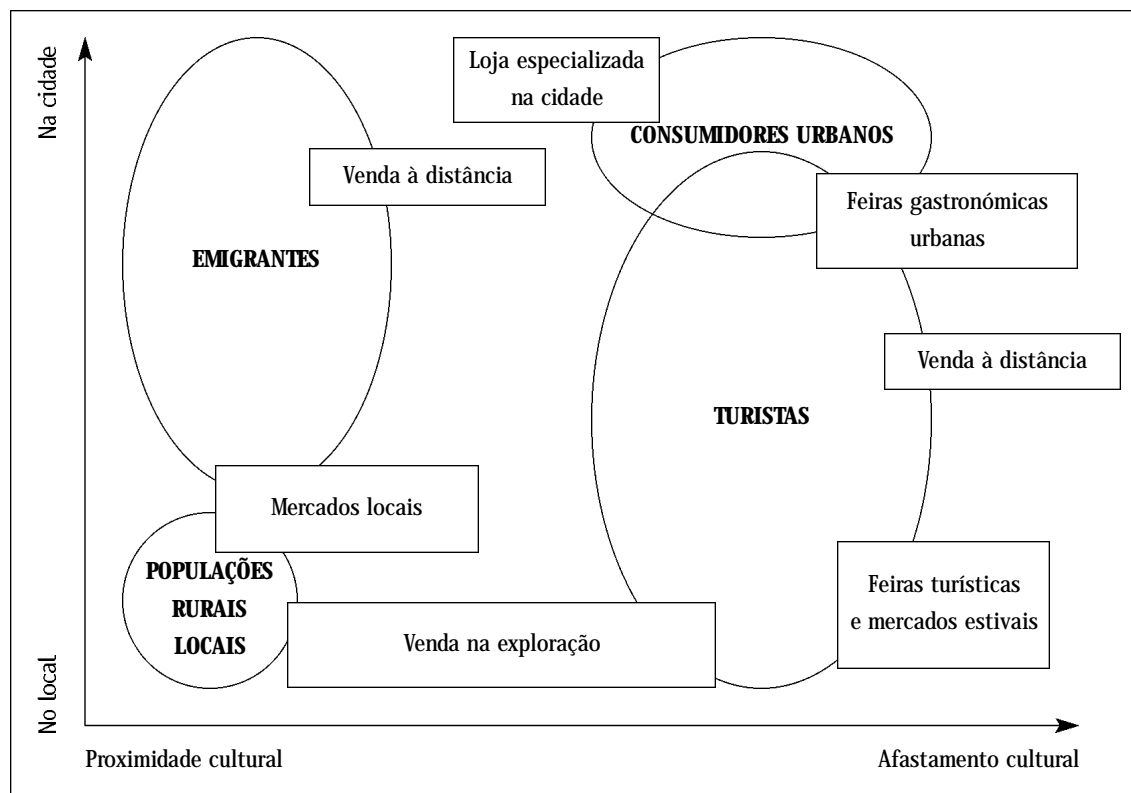 Na cidade
Loja especializada
na cidade
CONSUMIDORES URBANOS
Venda à distância
Feiras gastronómicas
urbanas
EMIGRANTES
Venda à distância
TURISTAS
Mercados locais
POPULAÇÕES
RURAIS
LOCAIS
Feiras turísticas
e mercados estivais
Venda na exploração
No local
Proximidade cultural
Afastamento cultural